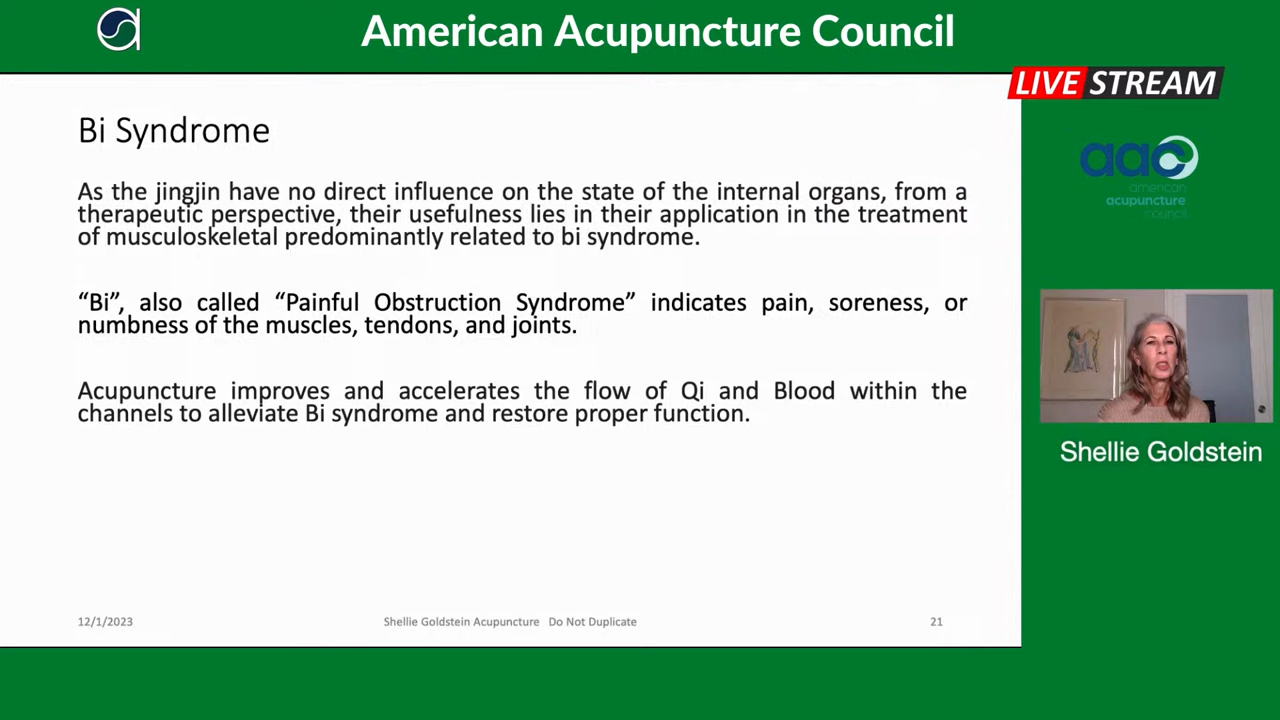 American Acupuncture Council
LIVE STREAM
aac
american
acupuncture
council
Bi Syndrome
As the jingjin have no direct influence on the state of the internal organs, from a
therapeutic perspective, their usefulness lies in their application in the treatment
of musculoskeletal predominantly related to bi syndrome.
“Bi”, also called “Painful Obstruction Syndrome” indicates pain, soreness, or
numbness of the muscles, tendons, and joints.
Acupuncture improves and accelerates the flow of Qi and Blood within the
channels to alleviate Bi syndrome and restore proper function.
Shellie Goldstein
12/1/2023
Shellie Goldstein Acupuncture Do Not Duplicate
21